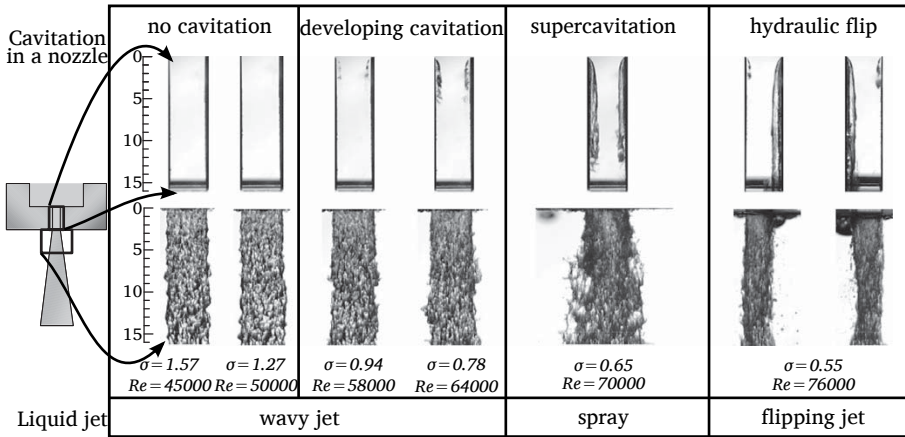 Cavitation in a nozzle
no cavitation
developing cavitation
supercavitation
hydraulic flip
0
5
10
15
0
5
10
15
σ=1.57
Re=45000
σ=1.27
Re=50000
σ=0.94
Re=58000
σ=0.78
Re=64000
σ=0.65
Re=70000
σ=0.55
Re=76000
Liquid jet
wavy jet
spray
flipping jet